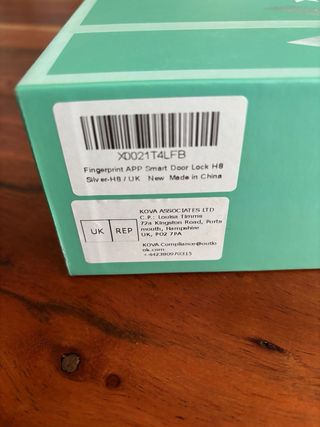 X0021T4LFB
Fingerprint APP Smart Door Lock H8
Silver-H8 / UK New Made in China
UK REP
KOVA ASSOCIATES LTD
C.P.: Louisa Timms
72a Kingston Road, Ports
mouth, Hampshire
UK, PO2 7PA
KOVA Compliance@outlo
ok.com
+442380970315